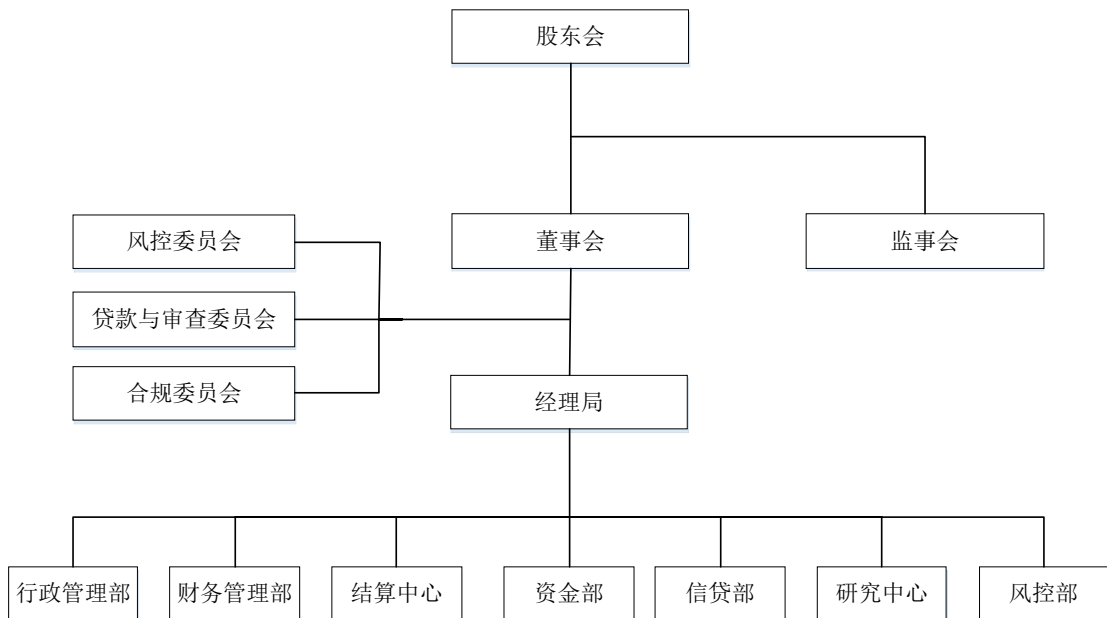 股东会
董事会
监事会
风控委员会
贷款与审查委员会
合规委员会
经理局
行政管理部
财务管理部
结算中心
资金部
信贷部
研究中心
风控部